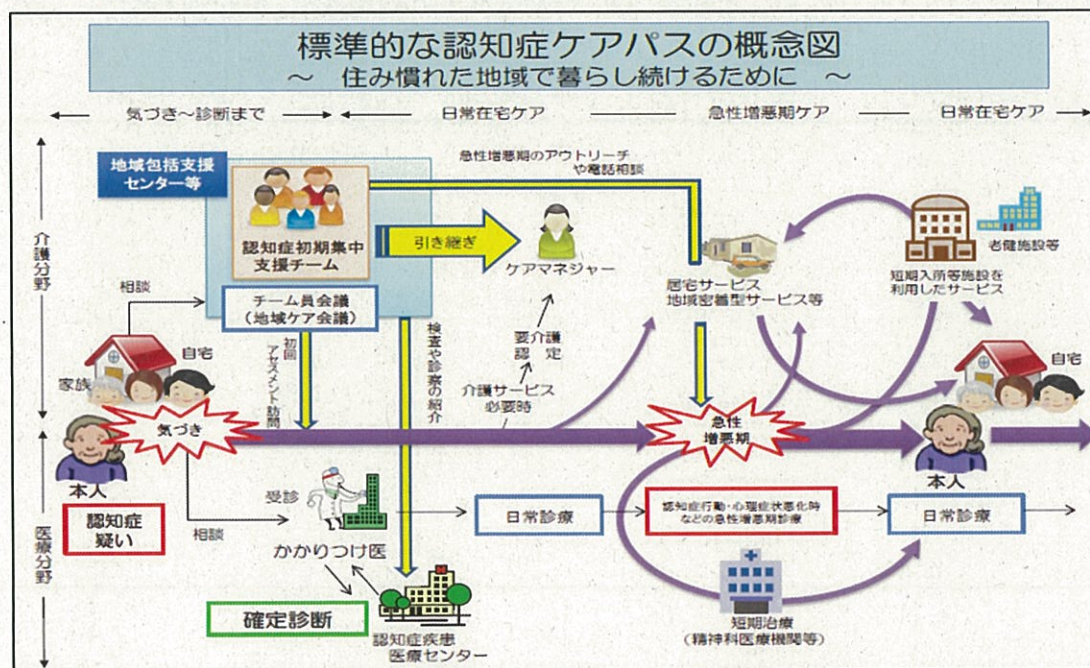 標準的な認知症ケアパスの概念図
～ 住み慣れた地域で暮らし続けるために ～
気づき～診断まで
日常在宅ケア
急性増悪期ケア
日常在宅ケア
介護分野
医療分野
地域包括支援
センター等
認知症初期集中
支援チーム
チーム員会議
（地域ケア会議）
急性増悪期のアウトリーチ
や電話相談
引き継ぎ
ケアマネジャー
居宅サービス
地域密着型サービス等
老健施設等
短期入所等施設を
利用したサービス
相談
自宅
家族
気づき
本人
認知症
疑い
初回
アセスメント訪問
検査や診察の紹介
要介護
認定
介護サービス
必要時
急性
増悪期
自宅
本人
相談
受診
かかりつけ医
確定診断
認知症疾患
医療センター
日常診療
認知症行動・心理症状悪化時
などの急性増悪期診療
日常診療
短期治療
（精神科医療機関等）